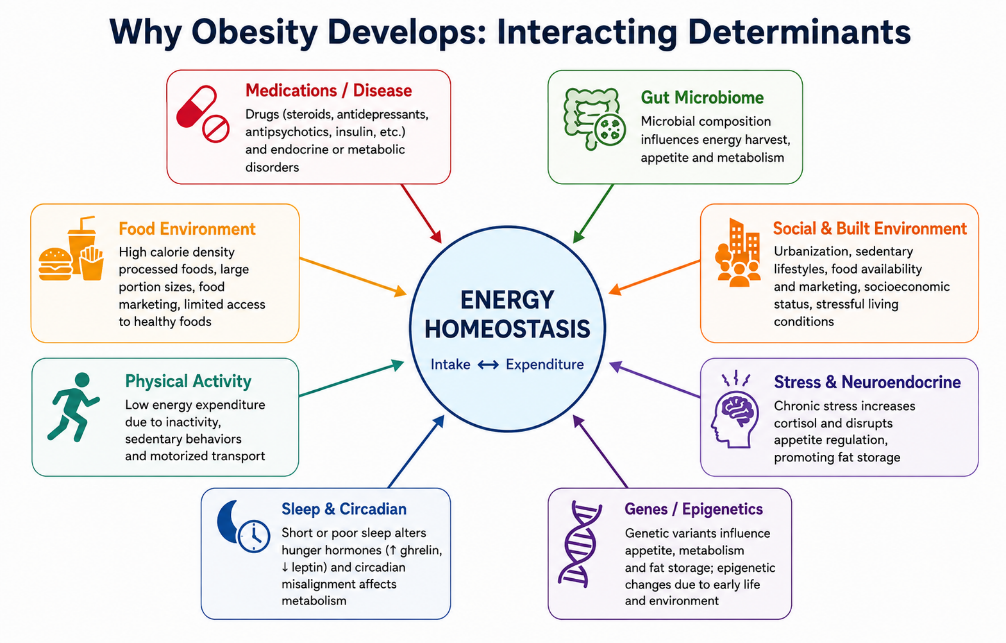 Why Obesity Develops: Interacting Determinants
Medications / Disease
Drugs (steroids, antidepressants,
antipsychotics, insulin, etc.)
and endocrine or metabolic
disorders
Gut Microbiome
Microbial composition
influences energy harvest,
appetite and metabolism
Food Environment
High calorie density
processed foods, large
portion sizes, food
marketing, limited access
to healthy foods
Social & Built Environment
Urbanization, sedentary
lifestyles, food availability
and marketing, socioeconomic
status, stressful living
conditions
ENERGY
HOMEOSTASIS
Intake ↔ Expenditure
Physical Activity
Low energy expenditure
due to inactivity,
sedentary behaviors
and motorized transport
Stress & Neuroendocrine
Chronic stress increases
cortisol and disrupts
appetite regulation,
promoting fat storage
Sleep & Circadian
Short or poor sleep alters
hunger hormones (↑ ghrelin,
↓ leptin) and circadian
misalignment affects
metabolism
Genes / Epigenetics
Genetic variants influence
appetite, metabolism
and fat storage; epigenetic
changes due to early life
and environment